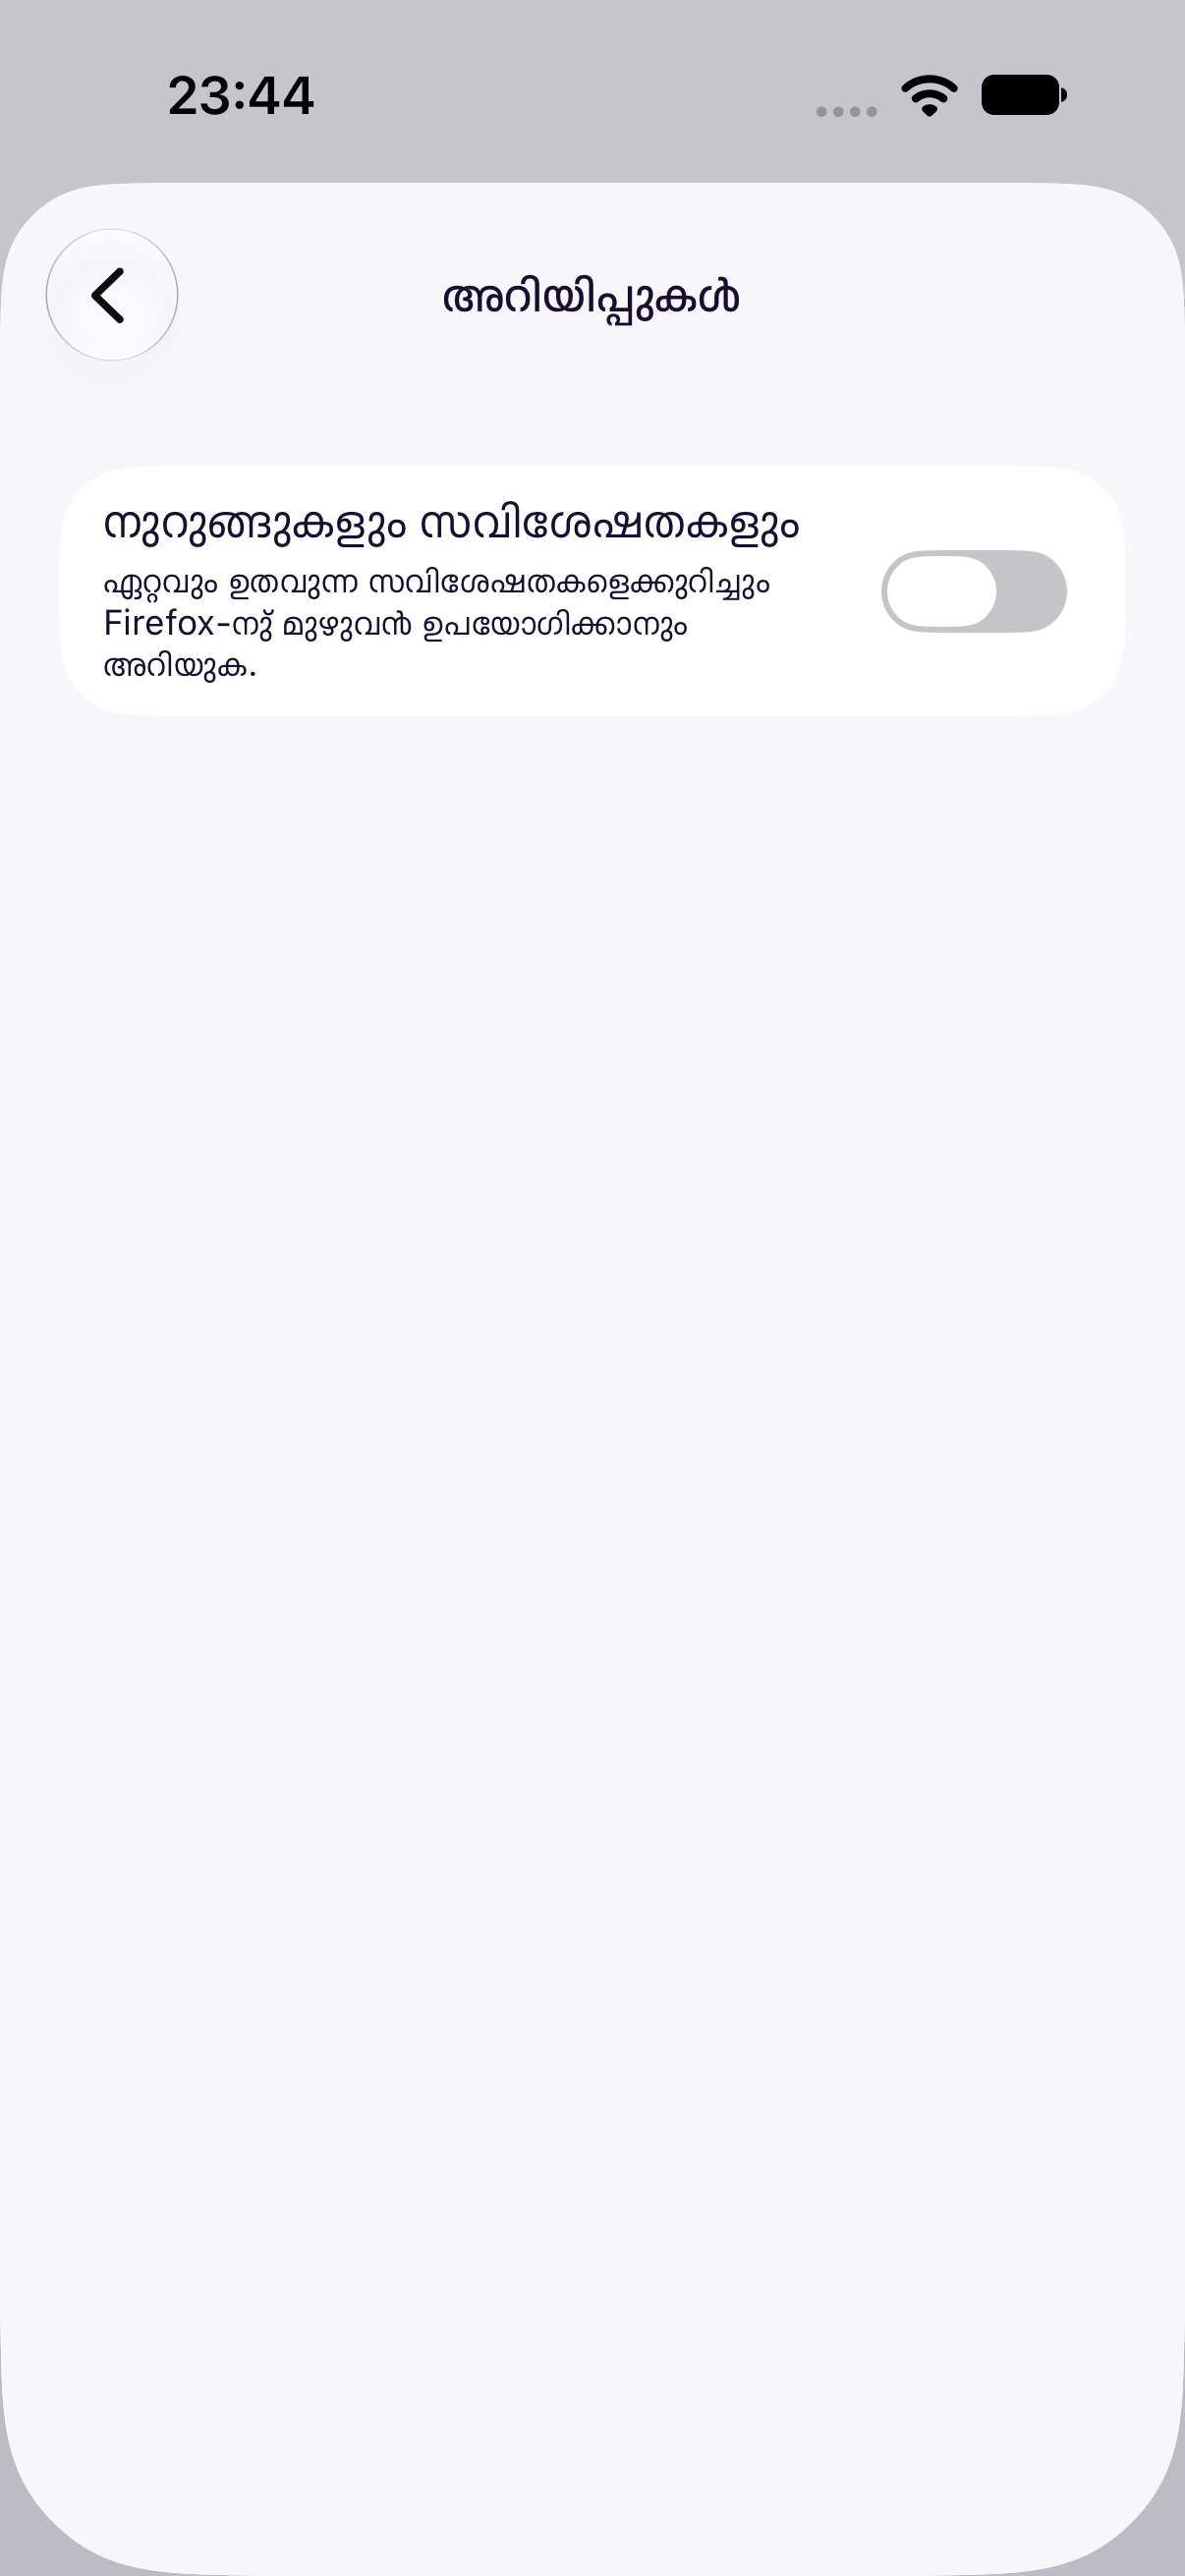 23:44
അറിയിപ്പുകൾ
നുറുങ്ങുകളും സവിശേഷതകളും
ഏറ്റവും ഉതവുന്ന സവിശേഷതകളെക്കുറിച്ചും
Firefox-നു് മുഴുവൻ ഉപയോഗിക്കാനും
അറിയുക.